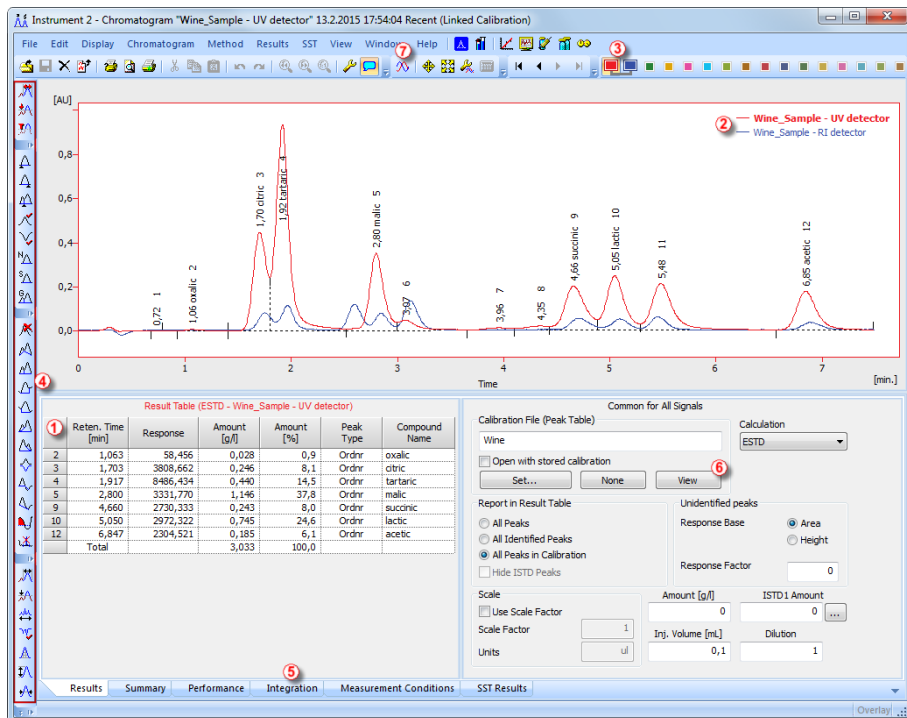 Instrument 2 - Chromatogram "Wine_Sample - UV detector" 13.2.2015 17:54:04 Recent (Linked Calibration)
File Edit Display Chromatogram Method Results SST View Window Help
7
3
[AU]
2 Wine_Sample - UV detector
Wine_Sample - RI detector
0,8
0,6
0,4
0,2
0,0
0,72 1
1,06 oxalic 2
1,70 citric 3
1,92 tartaric 4
2,80 malic 5
3,07 6
3,96 7
4,35 8
4,66 succinic 9
5,05 lactic 10
5,48 11
6,85 acetic 12
0 1 2 3 4 5 6 7
Time
[min.]
4
Result Table (ESTD - Wine_Sample - UV detector)
1
Reten. Time [min] Response Amount [g/l] Amount [%] Peak Type Compound Name
2 1,063 58,456 0,028 0,9 Ordnr oxalic
3 1,703 3808,662 0,246 8,1 Ordnr citric
4 1,917 8486,434 0,440 14,5 Ordnr tartaric
5 2,800 3331,770 1,146 37,8 Ordnr malic
9 4,660 2730,333 0,243 8,0 Ordnr succinic
10 5,050 2972,322 0,745 24,6 Ordnr lactic
12 6,847 2304,521 0,185 6,1 Ordnr acetic
Total 3,033 100,0
Common for All Signals
Calibration File (Peak Table)
Wine
Calculation
ESTD
Open with stored calibration
6
Set... None View
Report in Result Table
All Peaks
All Identified Peaks
All Peaks in Calibration
Hide ISTD Peaks
Unidentified peaks
Response Base Area
Height
Response Factor 0
Scale
Use Scale Factor
Scale Factor 1
Units ul
Amount [g/l] ISTD1 Amount
0 0 ...
Inj. Volume [mL] Dilution
0,1 1
5
Results Summary Performance Integration Measurement Conditions SST Results
Overlay